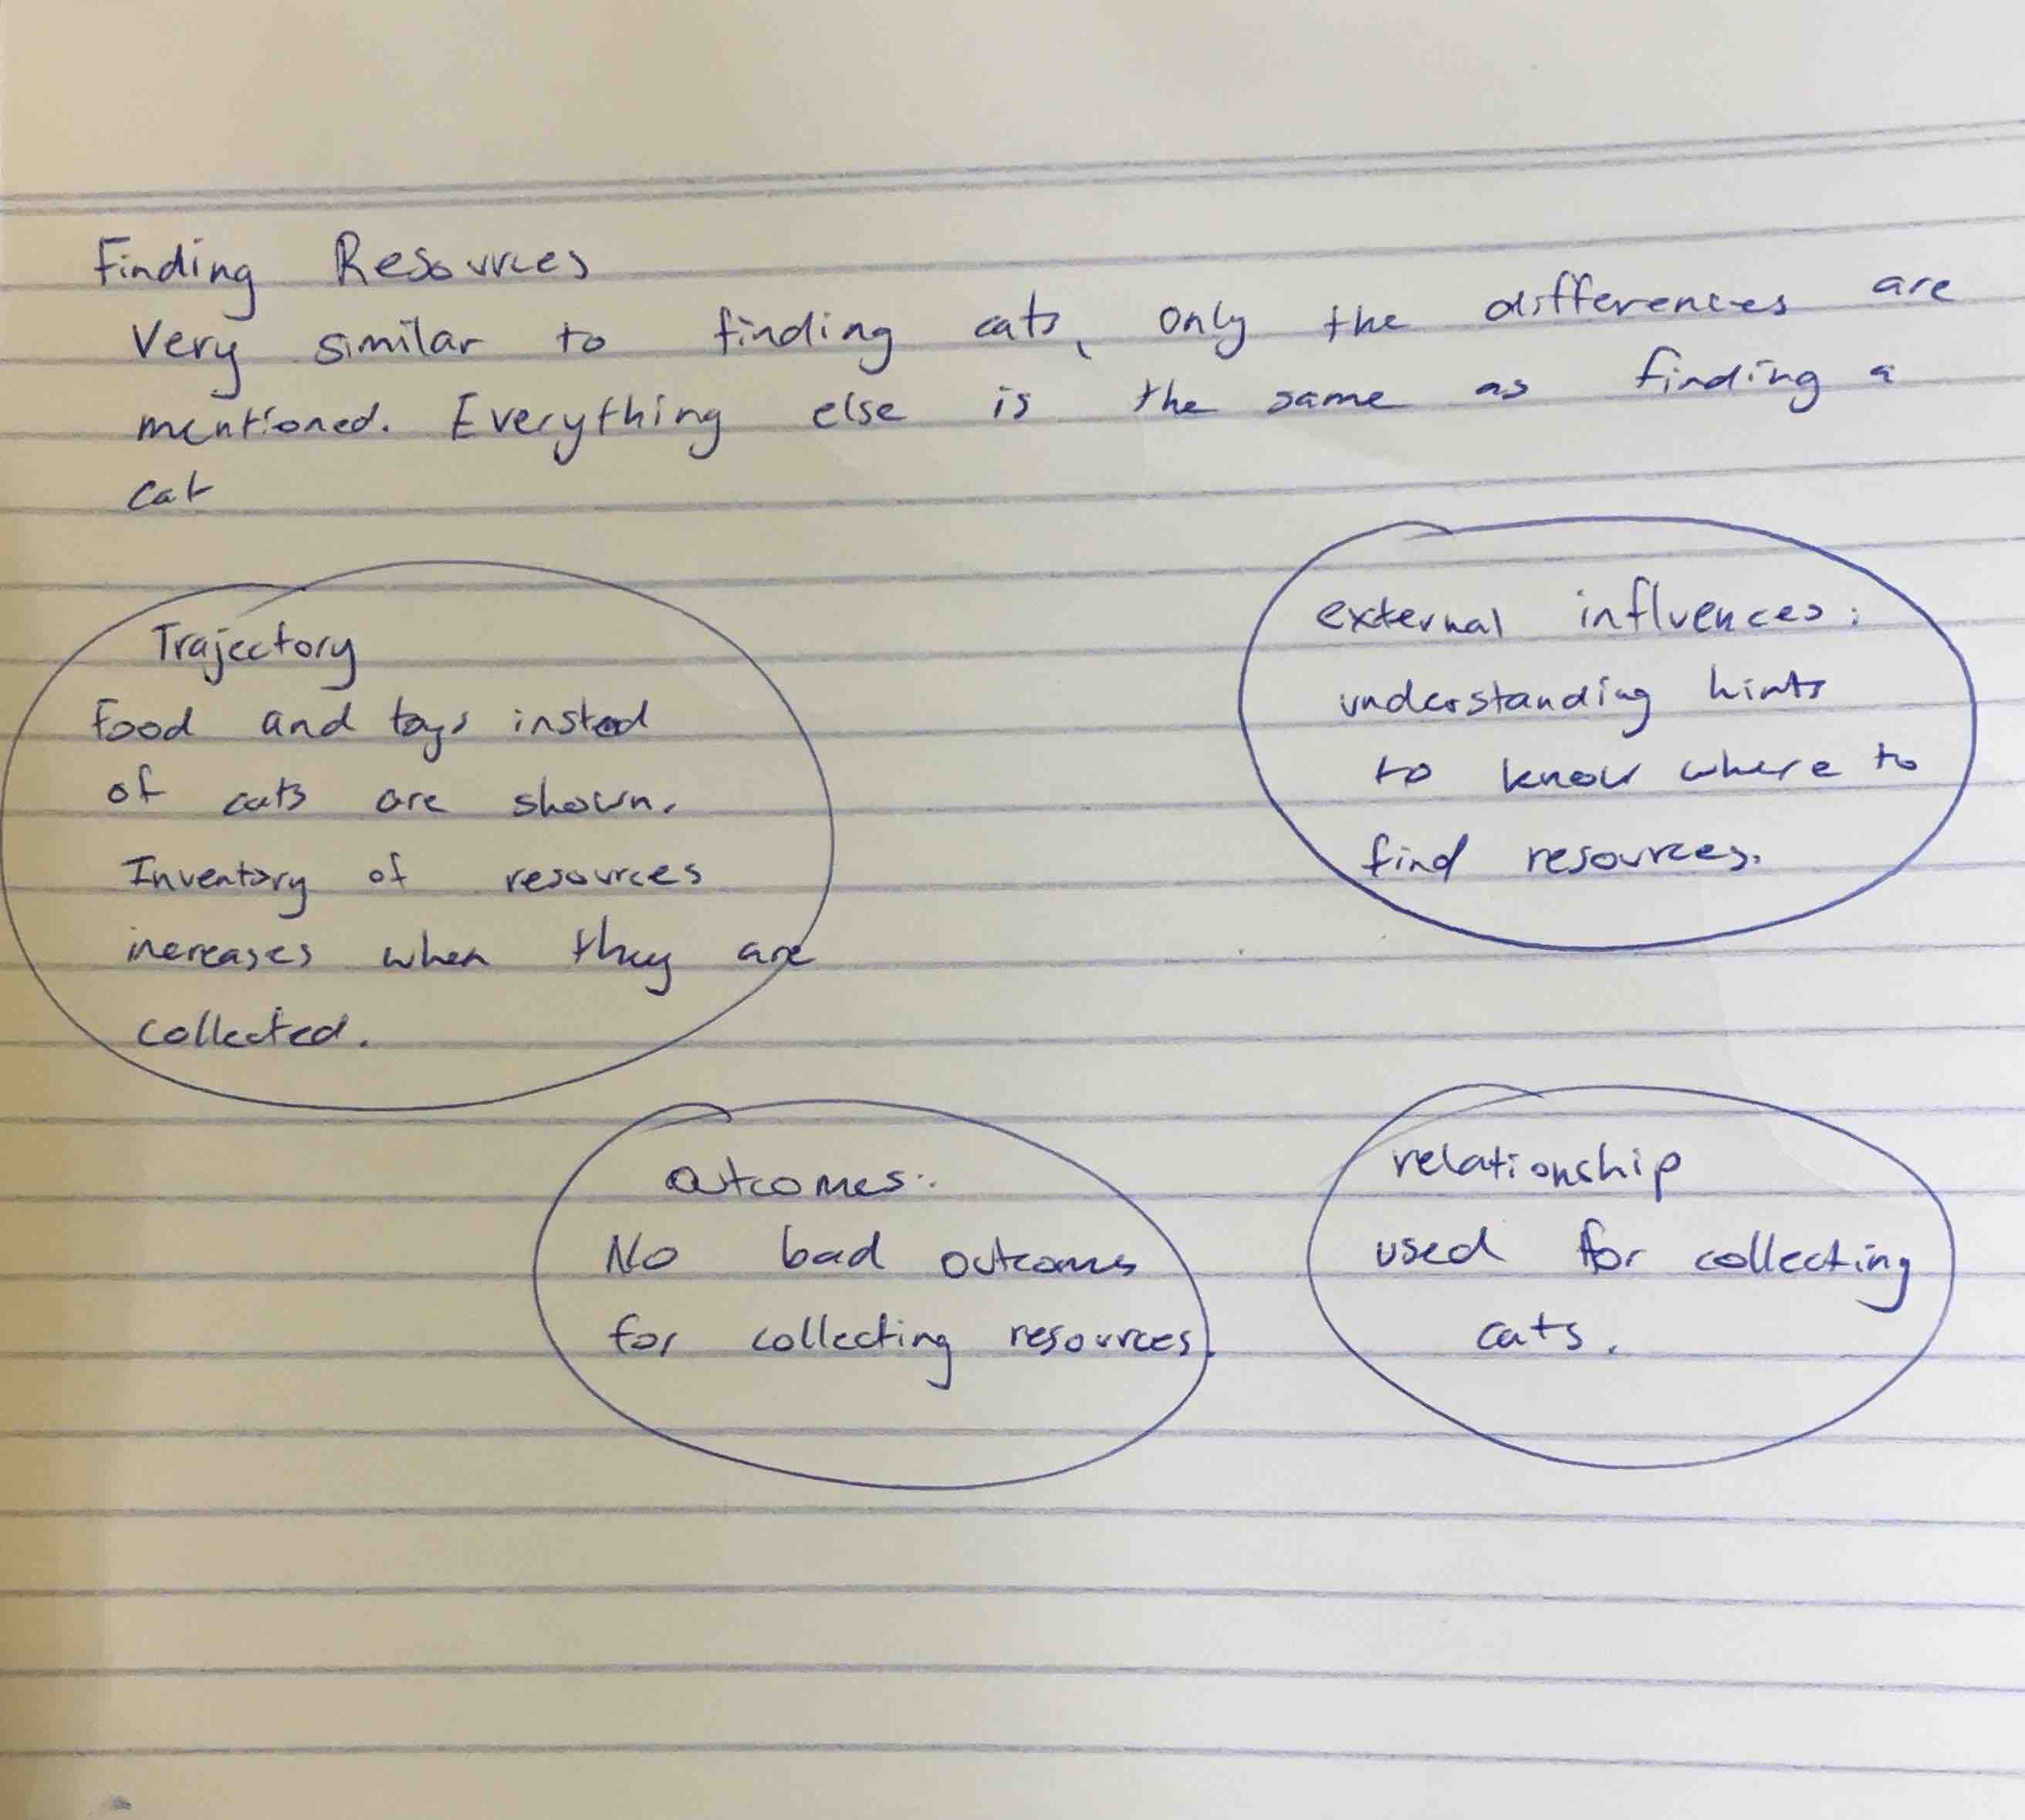 Finding Resources
Very similar to finding cats, only the differences are
mentioned. Everything else is the same as finding a
cat
Trajectory
Food and toys instead
of cats are shown.
Inventory of resources
increases when they are
collected.
external influences:
understanding hints
to know where to
find resources.
outcomes:
No bad outcomes
for collecting resources.
relationship
used for collecting
cats.